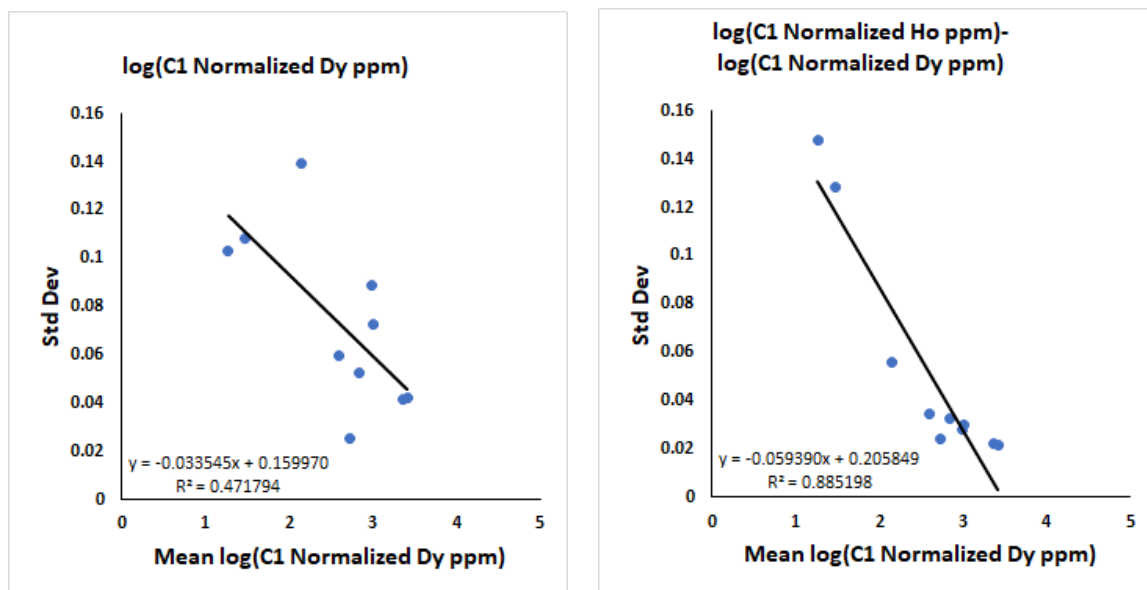 log(C1 Normalized Dy ppm)
0.16
0.14
0.12
0.1
0.08
0.06
0.04
0.02
0
Std Dev
y = -0.033545x + 0.159970
R² = 0.471794
0 1 2 3 4 5
Mean log(C1 Normalized Dy ppm)
log(C1 Normalized Ho ppm)-
log(C1 Normalized Dy ppm)
0.16
0.14
0.12
0.1
0.08
0.06
0.04
0.02
0
Std Dev
y = -0.059390x + 0.205849
R² = 0.885198
0 1 2 3 4 5
Mean log(C1 Normalized Dy ppm)